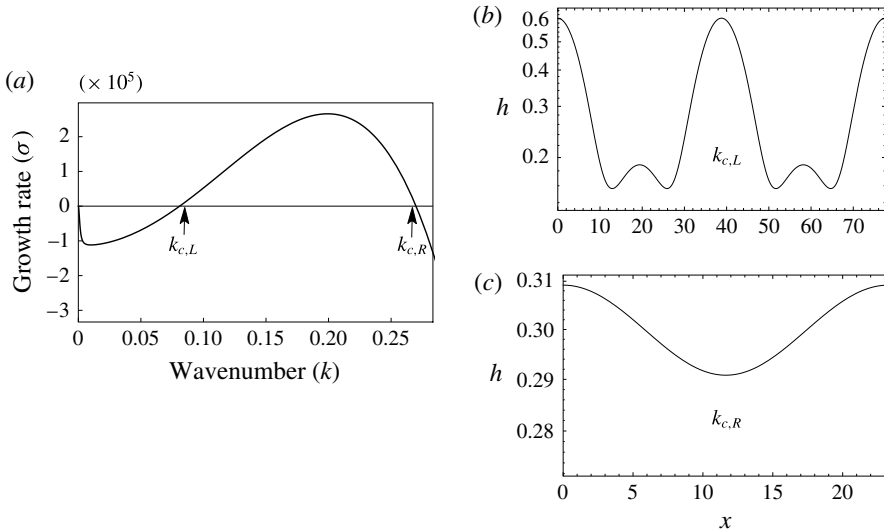 (a)
(× 10⁵)
Growth rate (σ)
2
1
0
−1
−2
−3
k_{c,L}
k_{c,R}
0
0.05
0.10
0.15
0.20
0.25
Wavenumber (k)
(b)
h
0.6
0.5
0.4
0.3
0.2
k_{c,L}
0
10
20
30
40
50
60
70
(c)
h
0.31
0.30
0.29
0.28
k_{c,R}
0
5
10
15
20
x